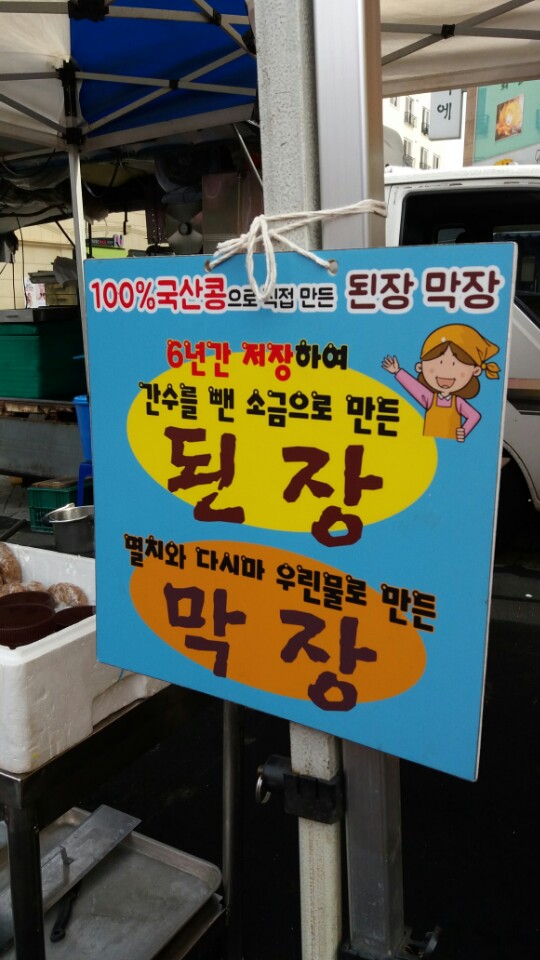 100%국산콩으로 직접 만든 된장 막장
6년간 저장하여
간수를 뺀 소금으로 만든
된장
멸치와 다시마 우린물로 만든
막장
에